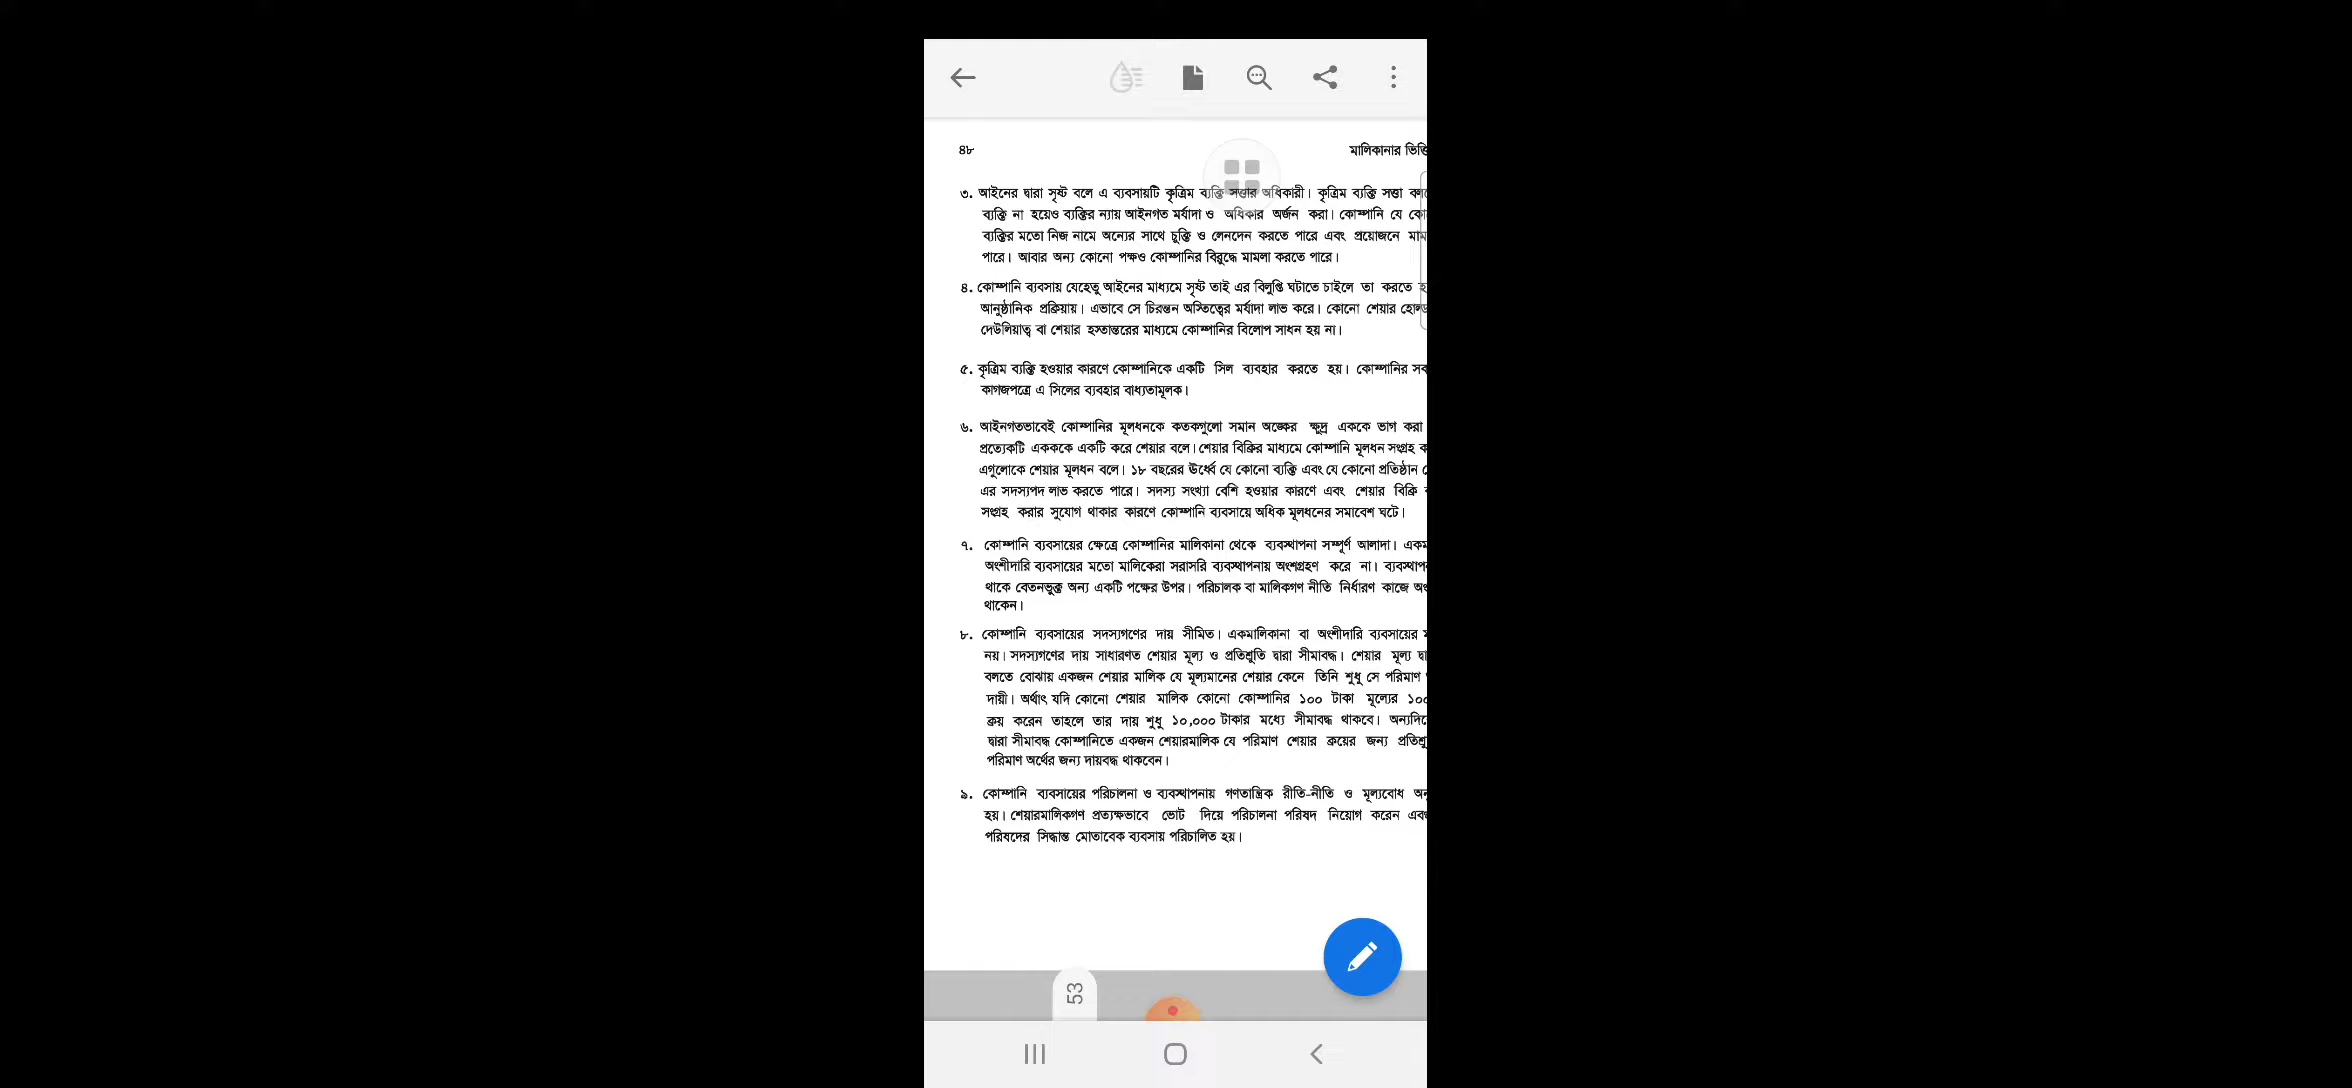 ৪৮
মালিকানার ভিত্তি
৩. আইনের দ্বারা সৃষ্ট বলে এ ব্যবসায়টি কৃত্রিম ব্যক্তি সত্তার অধিকারী। কৃত্রিম ব্যক্তি সত্তা
ব্যক্তি না হয়েও ব্যক্তির ন্যায় আইনগত মর্যাদা ও অধিকার অর্জন করা। কোম্পানি যে
ব্যক্তির মতো নিজ নামে অন্যের সাথে চুক্তি ও লেনদেন করতে পারে এবং প্রয়োজনে
পারে। আবার অন্য কোনো পক্ষও কোম্পানির বিরুদ্ধে মামলা করতে পারে।
৪. কোম্পানি ব্যবসায় যেহেতু আইনের মাধ্যমে সৃষ্ট তাই এর বিলুপ্তি ঘটাতে চাইলে তা করতে
আনুষ্ঠানিক প্রক্রিয়ায়। এভাবে সে চিরন্তন অস্তিত্বের মর্যাদা লাভ করে। কোনো শেয়ার
দেউলিয়াত্ব বা শেয়ার হস্তান্তরের মাধ্যমে কোম্পানির বিলোপ সাধন হয় না।
৫. কৃত্রিম ব্যক্তি হওয়ার কারণে কোম্পানিকে একটি সিল ব্যবহার করতে হয়। কোম্পানির
কাগজপত্রে এ সিলের ব্যবহার বাধ্যতামূলক।
৬. আইনগতভাবেই কোম্পানির মূলধনকে কতকগুলো সমান অঙ্কের ক্ষুদ্র এককে ভাগ করা
প্রত্যেকটি একককে একটি করে শেয়ার বলে। শেয়ার বিক্রির মাধ্যমে কোম্পানি মূলধন সংগ্রহ
এগুলোকে শেয়ার মূলধন বলে। ১৮ বছরের ঊর্ধ্বে যে কোনো ব্যক্তি এবং যে কোনো প্রতিষ্ঠান
এর সদস্যপদ লাভ করতে পারে। সদস্য সংখ্যা বেশি হওয়ার কারণে এবং শেয়ার বিক্রি
সংগ্রহ করার সুযোগ থাকার কারণে কোম্পানি ব্যবসায়ে অধিক মূলধনের সমাবেশ ঘটে।
৭. কোম্পানি ব্যবসায়ের ক্ষেত্রে কোম্পানির মালিকানা থেকে ব্যবস্থাপনা সম্পূর্ণ আলাদা।
অংশীদারি ব্যবসায়ের মতো মালিকেরা সরাসরি ব্যবস্থাপনায় অংশগ্রহণ করে না।
থাকে বেতনভুক্ত অন্য একটি পক্ষের উপর। পরিচালক বা মালিকগণ নীতি নির্ধারণ কাজে
থাকেন।
৮. কোম্পানি ব্যবসায়ের সদস্যগণের দায় সীমিত। একমালিকানা বা অংশীদারি ব্যবসায়ের
নয়। সদস্যগণের দায় সাধারণত শেয়ার মূল্য ও প্রতিশ্রুতি দ্বারা সীমাবদ্ধ। শেয়ার মূল্য
বলতে বোঝায় একজন শেয়ার মালিক যে মূল্যমানের শেয়ার কেনে তিনি শুধু সে পরিমাণ
দায়ী। অর্থাৎ যদি কোনো শেয়ার মালিক কোনো কোম্পানির ১০০ টাকা মূল্যের ১০০
ক্রয় করেন তাহলে তার দায় শুধু ১০,০০০ টাকার মধ্যে সীমাবদ্ধ থাকবে।
দ্বারা সীমাবদ্ধ কোম্পানিতে একজন শেয়ারমালিক যে পরিমাণ শেয়ার ক্রয়ের জন্য
পরিমাণ অর্থের জন্য দায়বদ্ধ থাকবেন।
৯. কোম্পানি ব্যবসায়ের পরিচালনা ও ব্যবস্থাপনায় গণতান্ত্রিক রীতি-নীতি ও মূল্যবোধ
হয়। শেয়ারমালিকগণ প্রত্যক্ষভাবে ভোট দিয়ে পরিচালনা পরিষদ নিয়োগ করেন
পরিষদের সিদ্ধান্ত মোতাবেক ব্যবসায় পরিচালিত হয়।
53